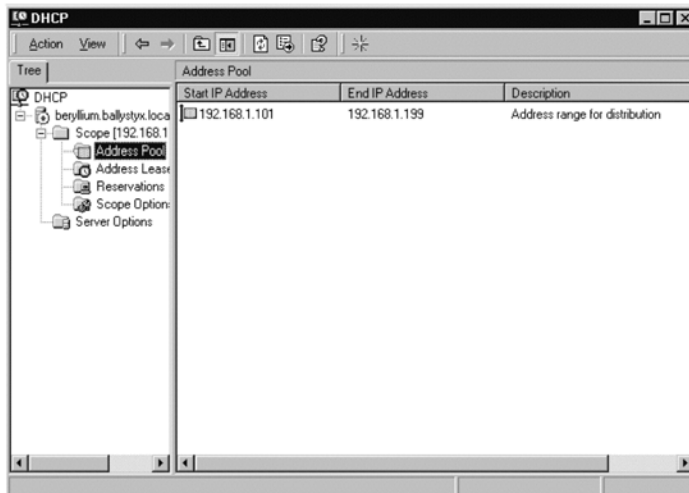 DHCP
Action View
Tree
Address Pool
DHCP
beryllium.ballystyx.loca
Scope [192.168.1
Address Pool
Address Lease
Reservations
Scope Option
Server Options
Start IP Address End IP Address Description
192.168.1.101 192.168.1.199 Address range for distribution